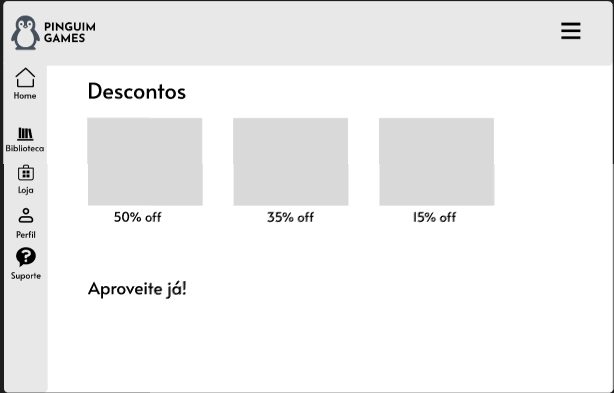 PINGUIM
GAMES
Home
Biblioteca
Loja
Perfil
Suporte
Descontos
50% off
35% off
15% off
Aproveite já!